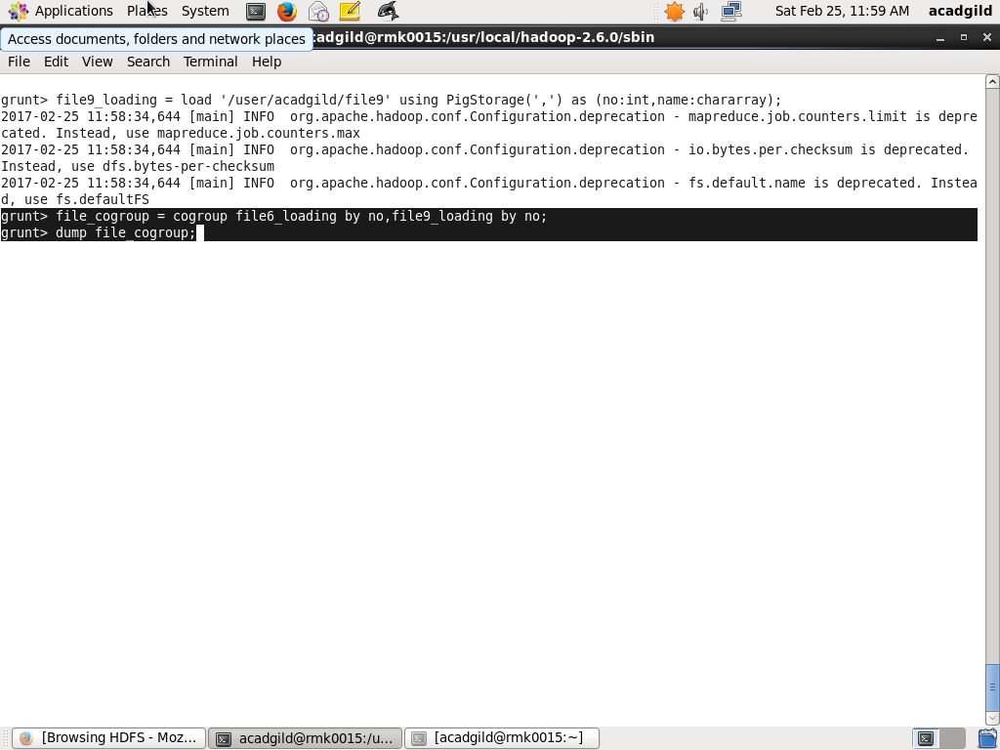 Applications Places System Sat Feb 25, 11:59 AM acadgild
Access documents, folders and network places
cadgild@rmk0015:/usr/local/hadoop-2.6.0/sbin
File Edit View Search Terminal Help
grunt> file9_loading = load '/user/acadgild/file9' using PigStorage(',') as (no:int,name:chararray);
2017-02-25 11:58:34,644 [main] INFO  org.apache.hadoop.conf.Configuration.deprecation - mapreduce.job.counters.limit is depre
cated. Instead, use mapreduce.job.counters.max
2017-02-25 11:58:34,644 [main] INFO  org.apache.hadoop.conf.Configuration.deprecation - io.bytes.per.checksum is deprecated.
Instead, use dfs.bytes-per-checksum
2017-02-25 11:58:34,644 [main] INFO  org.apache.hadoop.conf.Configuration.deprecation - fs.default.name is deprecated. Instea
d, use fs.defaultFS
grunt> file_cogroup = cogroup file6_loading by no,file9_loading by no;
grunt> dump file_cogroup;
[Browsing HDFS - Moz... acadgild@rmk0015:/u... [acadgild@rmk0015:~]